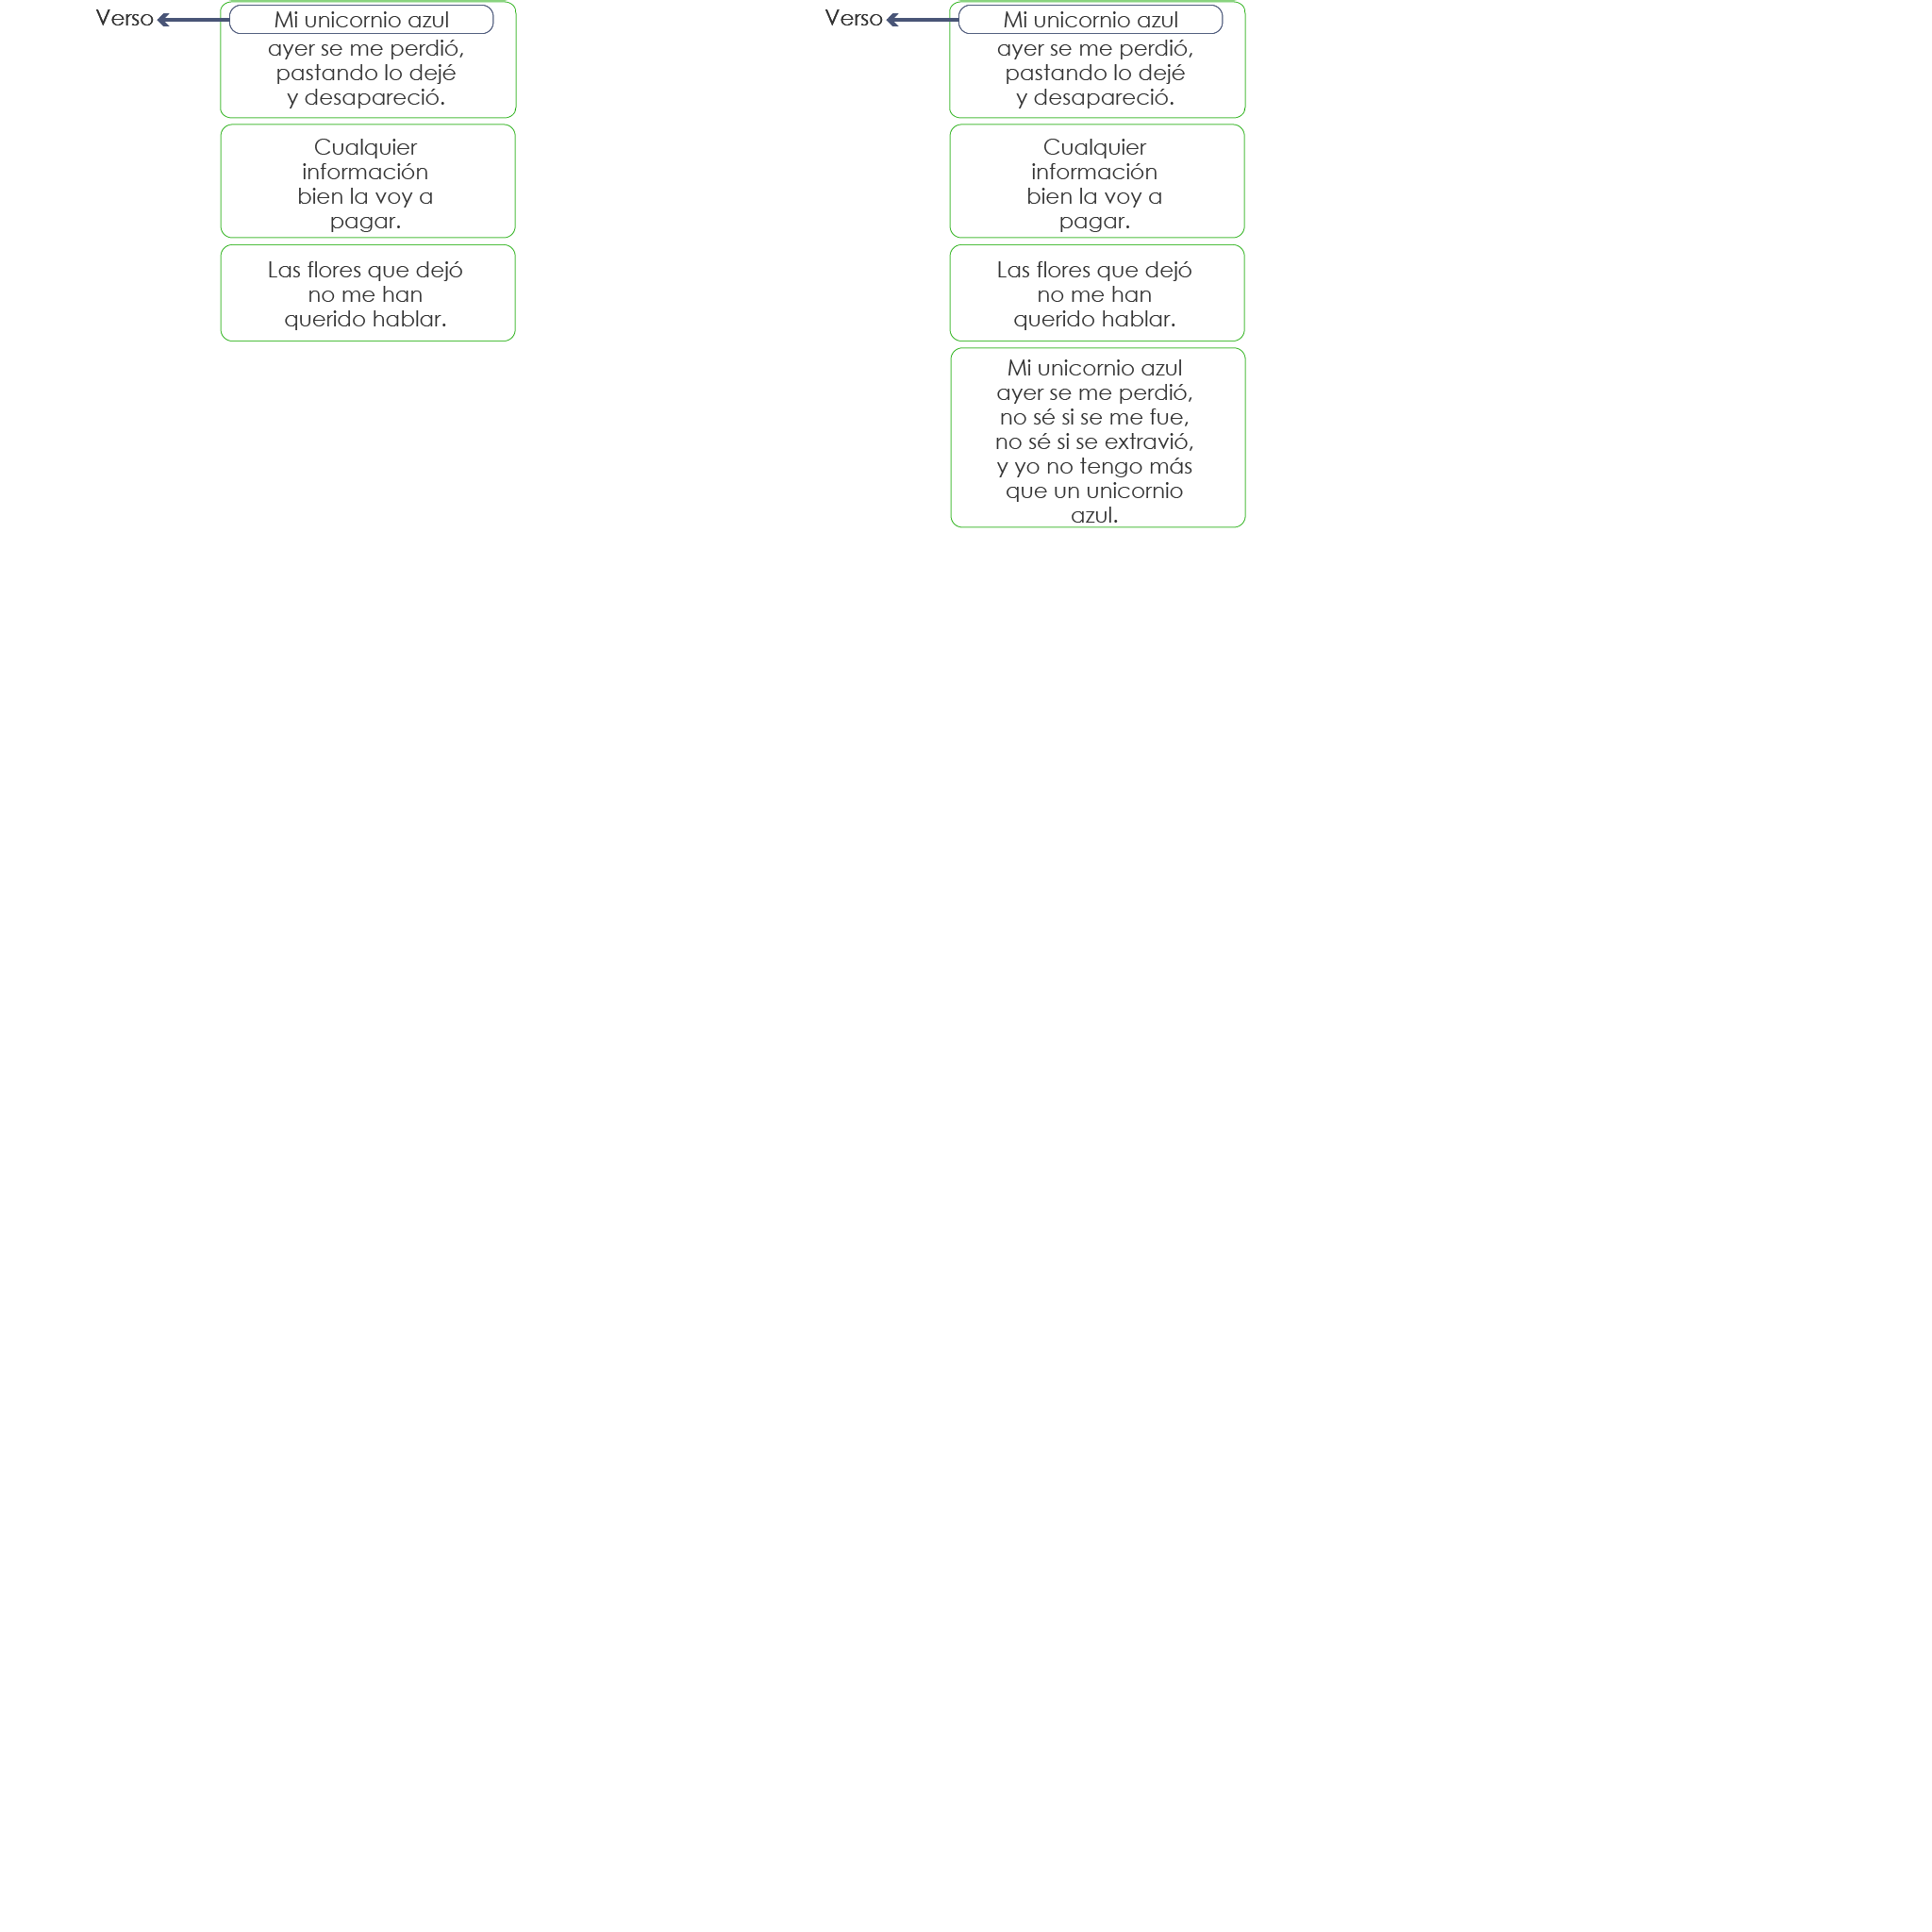 Verso
Mi unicornio azul
ayer se me perdió,
pastando lo dejé
y desapareció.
Cualquier
información
bien la voy a
pagar.
Las flores que dejó
no me han
querido hablar.
Verso
Mi unicornio azul
ayer se me perdió,
pastando lo dejé
y desapareció.
Cualquier
información
bien la voy a
pagar.
Las flores que dejó
no me han
querido hablar.
Mi unicornio azul
ayer se me perdió,
no sé si se me fue,
no sé si se extravió,
y yo no tengo más
que un unicornio
azul.